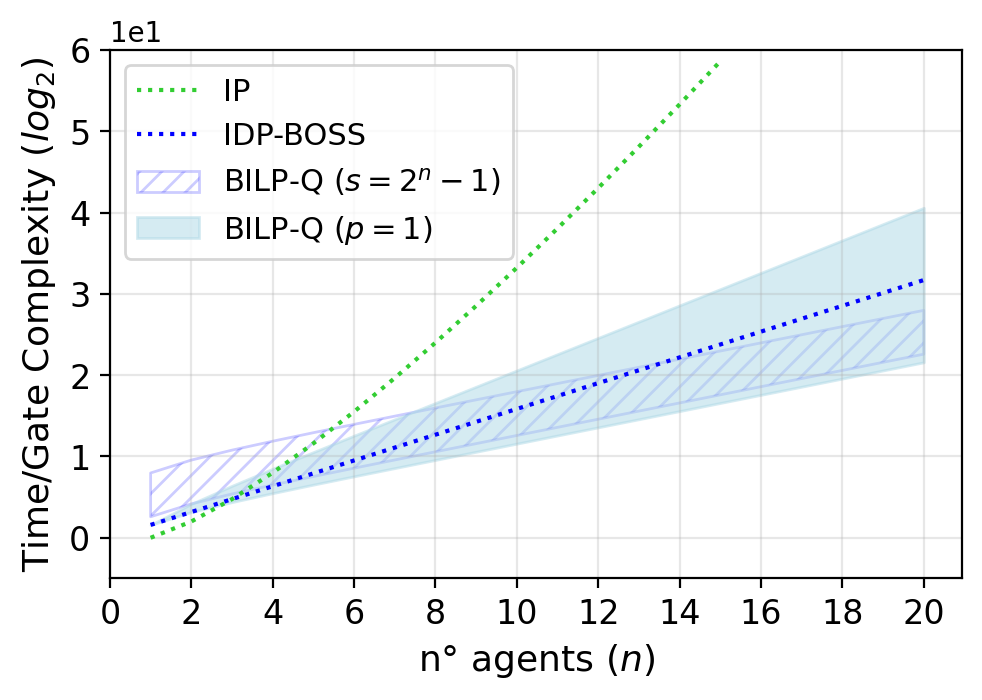 1e1
6
5
4
3
2
1
0
Time/Gate Complexity (log₂)
IP
IDP-BOSS
BILP-Q (s = 2ⁿ − 1)
BILP-Q (p = 1)
0 2 4 6 8 10 12 14 16 18 20
n° agents (n)